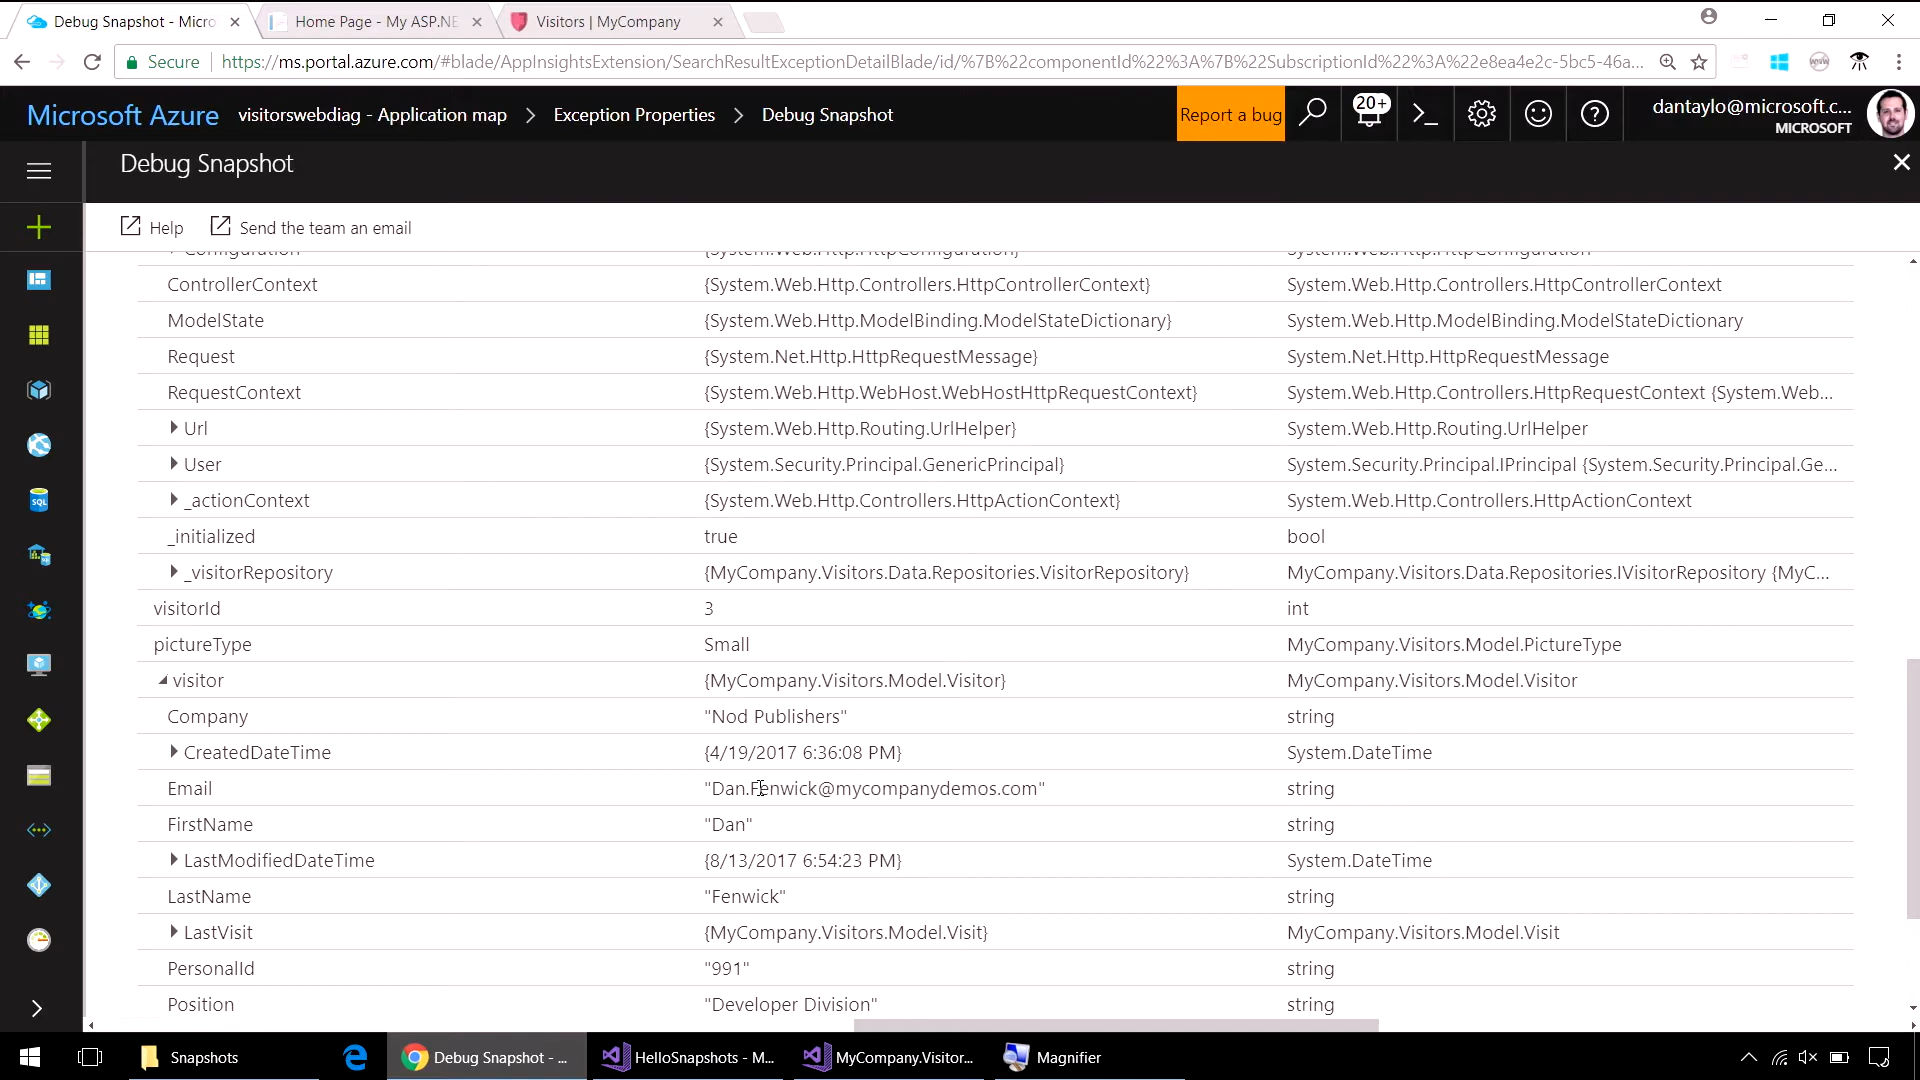 Debug Snapshot - Micro
Home Page - My ASP.NE
Visitors | MyCompany
Secure
https://ms.portal.azure.com/#blade/AppInsightsExtension/SearchResultExceptionDetailBlade/id/%7B%22componentId%22%3A%7B%22SubscriptionId%22%3A%22e8ea4e2c-5bc5-46a...
Microsoft Azure visitorswebdiag - Application map > Exception Properties > Debug Snapshot
Report a bug
20+
dantaylo@microsoft.c...
MICROSOFT
Debug Snapshot
Help Send the team an email
Configuration {System.Web.Http.HttpConfiguration} System.Web.Http.HttpConfiguration
ControllerContext {System.Web.Http.Controllers.HttpControllerContext} System.Web.Http.Controllers.HttpControllerContext
ModelState {System.Web.Http.ModelBinding.ModelStateDictionary} System.Web.Http.ModelBinding.ModelStateDictionary
Request {System.Net.Http.HttpRequestMessage} System.Net.Http.HttpRequestMessage
RequestContext {System.Web.Http.WebHost.WebHostHttpRequestContext} System.Web.Http.Controllers.HttpRequestContext {System.Web...
Url {System.Web.Http.Routing.UrlHelper} System.Web.Http.Routing.UrlHelper
User {System.Security.Principal.GenericPrincipal} System.Security.Principal.IPrincipal {System.Security.Principal.Ge...
_actionContext {System.Web.Http.Controllers.HttpActionContext} System.Web.Http.Controllers.HttpActionContext
_initialized true bool
_visitorRepository {MyCompany.Visitors.Data.Repositories.VisitorRepository} MyCompany.Visitors.Data.Repositories.IVisitorRepository {MyC...
visitorId 3 int
pictureType Small MyCompany.Visitors.Model.PictureType
visitor {MyCompany.Visitors.Model.Visitor} MyCompany.Visitors.Model.Visitor
Company "Nod Publishers" string
CreatedDateTime {4/19/2017 6:36:08 PM} System.DateTime
Email "Dan.Fenwick@mycompanydemos.com" string
FirstName "Dan" string
LastModifiedDateTime {8/13/2017 6:54:23 PM} System.DateTime
LastName "Fenwick" string
LastVisit {MyCompany.Visitors.Model.Visit} MyCompany.Visitors.Model.Visit
PersonalId "991" string
Position "Developer Division" string
SQL
Snapshots
Debug Snapshot - ...
HelloSnapshots - M...
MyCompany.Visitor...
Magnifier